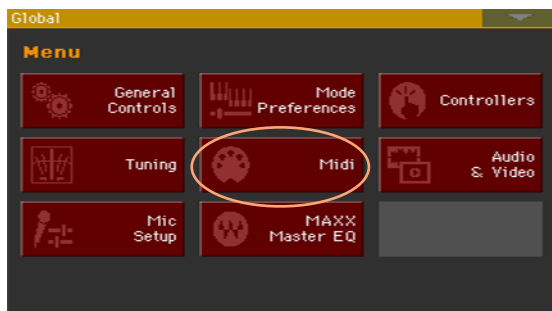 Global
Menu
General
Controls
Mode
Preferences
Controllers
Tuning
Midi
Audio
& Video
Mic
Setup
MAXX
Master EQ